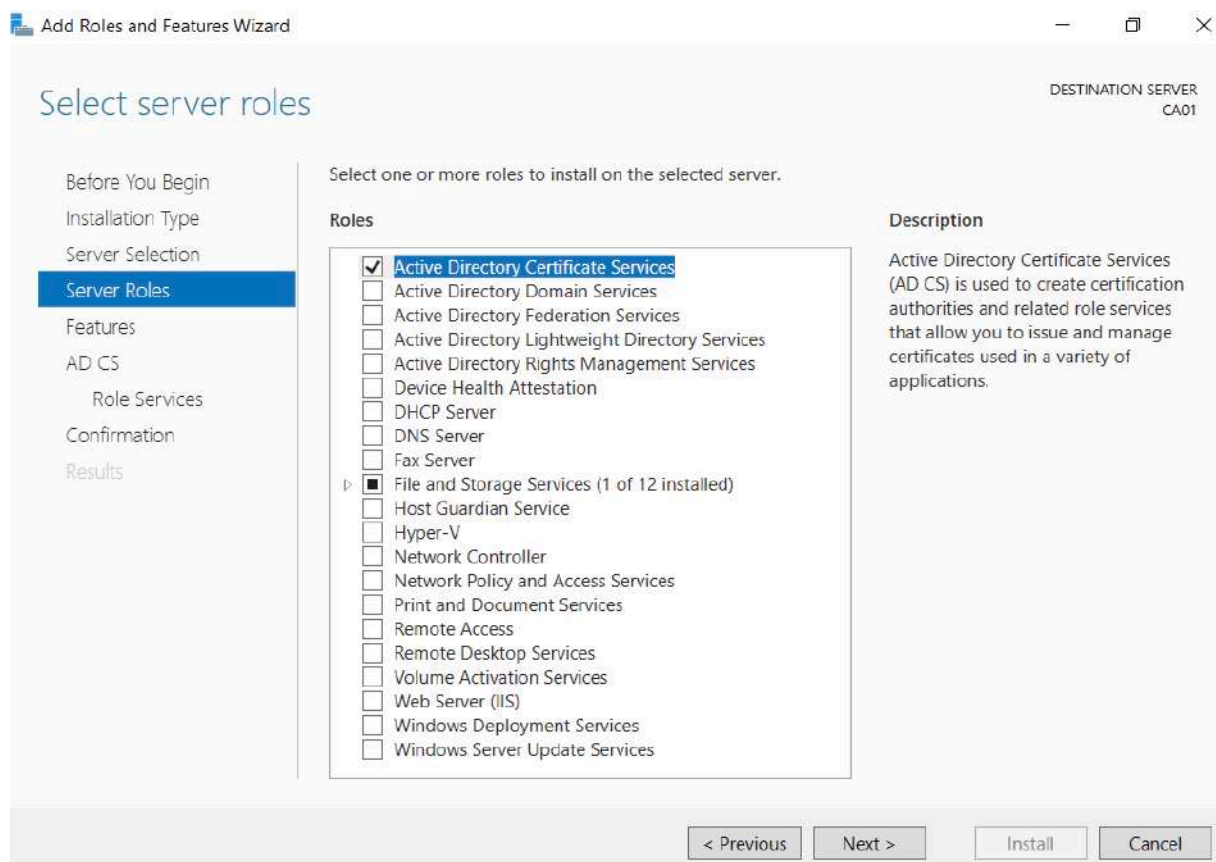 Add Roles and Features Wizard
Select server roles
DESTINATION SERVER
CA01
Before You Begin
Installation Type
Server Selection
Server Roles
Features
AD CS
Role Services
Confirmation
Results
Select one or more roles to install on the selected server.
Roles
Active Directory Certificate Services
Active Directory Domain Services
Active Directory Federation Services
Active Directory Lightweight Directory Services
Active Directory Rights Management Services
Device Health Attestation
DHCP Server
DNS Server
Fax Server
File and Storage Services (1 of 12 installed)
Host Guardian Service
Hyper-V
Network Controller
Network Policy and Access Services
Print and Document Services
Remote Access
Remote Desktop Services
Volume Activation Services
Web Server (IIS)
Windows Deployment Services
Windows Server Update Services
Description
Active Directory Certificate Services
(AD CS) is used to create certification
authorities and related role services
that allow you to issue and manage
certificates used in a variety of
applications.
< Previous
Next >
Install
Cancel